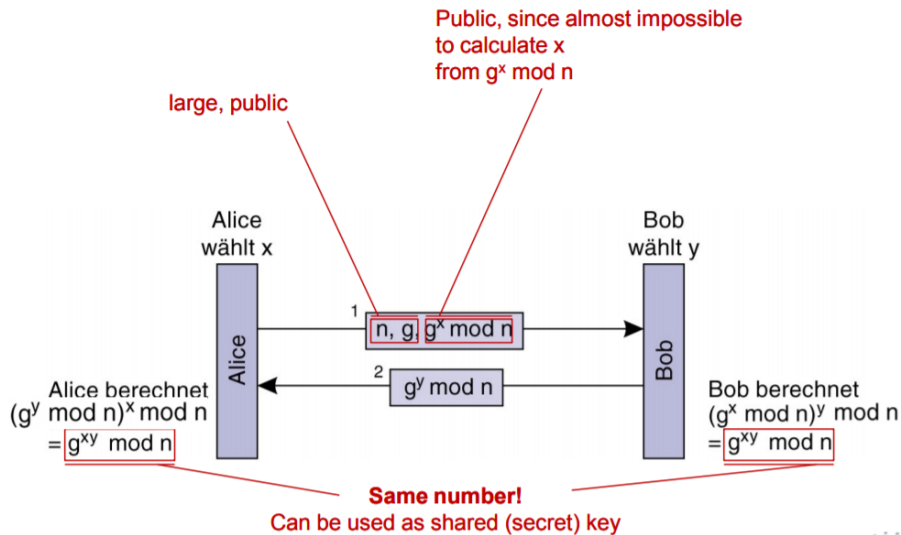 Public, since almost impossible
to calculate x
from gˣ mod n
large, public
Alice
wählt x
Bob
wählt y
1
n, g, gˣ mod n
Alice
Bob
2
gʸ mod n
Alice berechnet
(gʸ mod n)ˣ mod n
= gˣʸ mod n
Bob berechnet
(gˣ mod n)ʸ mod n
= gˣʸ mod n
Same number!
Can be used as shared (secret) key